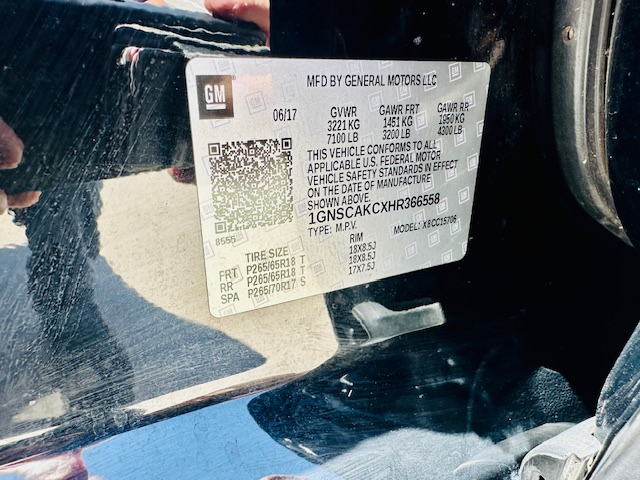 GM
MFD BY GENERAL MOTORS LLC
06/17 GVWR GAWR FRT GAWR RR
3221 KG 1451 KG 1950 KG
7100 LB 3200 LB 4300 LB
THIS VEHICLE CONFORMS TO ALL
APPLICABLE U.S. FEDERAL MOTOR
VEHICLE SAFETY STANDARDS IN EFFECT
ON THE DATE OF MANUFACTURE
SHOWN ABOVE.
1GNSCAKCXHR366558
TYPE: M.P.V. MODEL: X8CC15706
8555
TIRE SIZE RIM
FRT P265/65R18 T 18X8.5J
RR P265/65R18 T 18X8.5J
SPA P265/70R17 S 17X7.5J